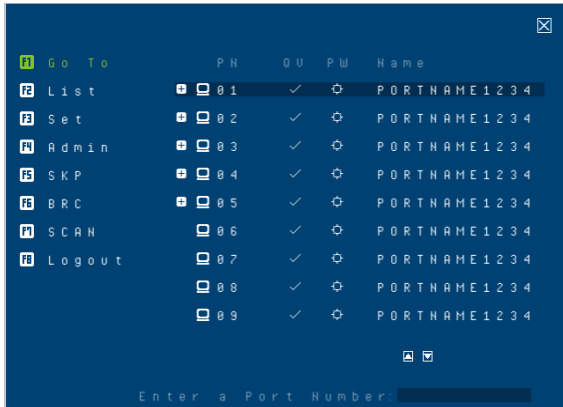 F1 Go To PN QU PW Name
F2 List 01 PORTNAME1234
F3 Set 02 PORTNAME1234
F4 Admin 03 PORTNAME1234
F5 SKP 04 PORTNAME1234
F6 BRC 05 PORTNAME1234
F7 SCAN 06 PORTNAME1234
F8 Logout 07 PORTNAME1234
08 PORTNAME1234
09 PORTNAME1234
Enter a Port Number: